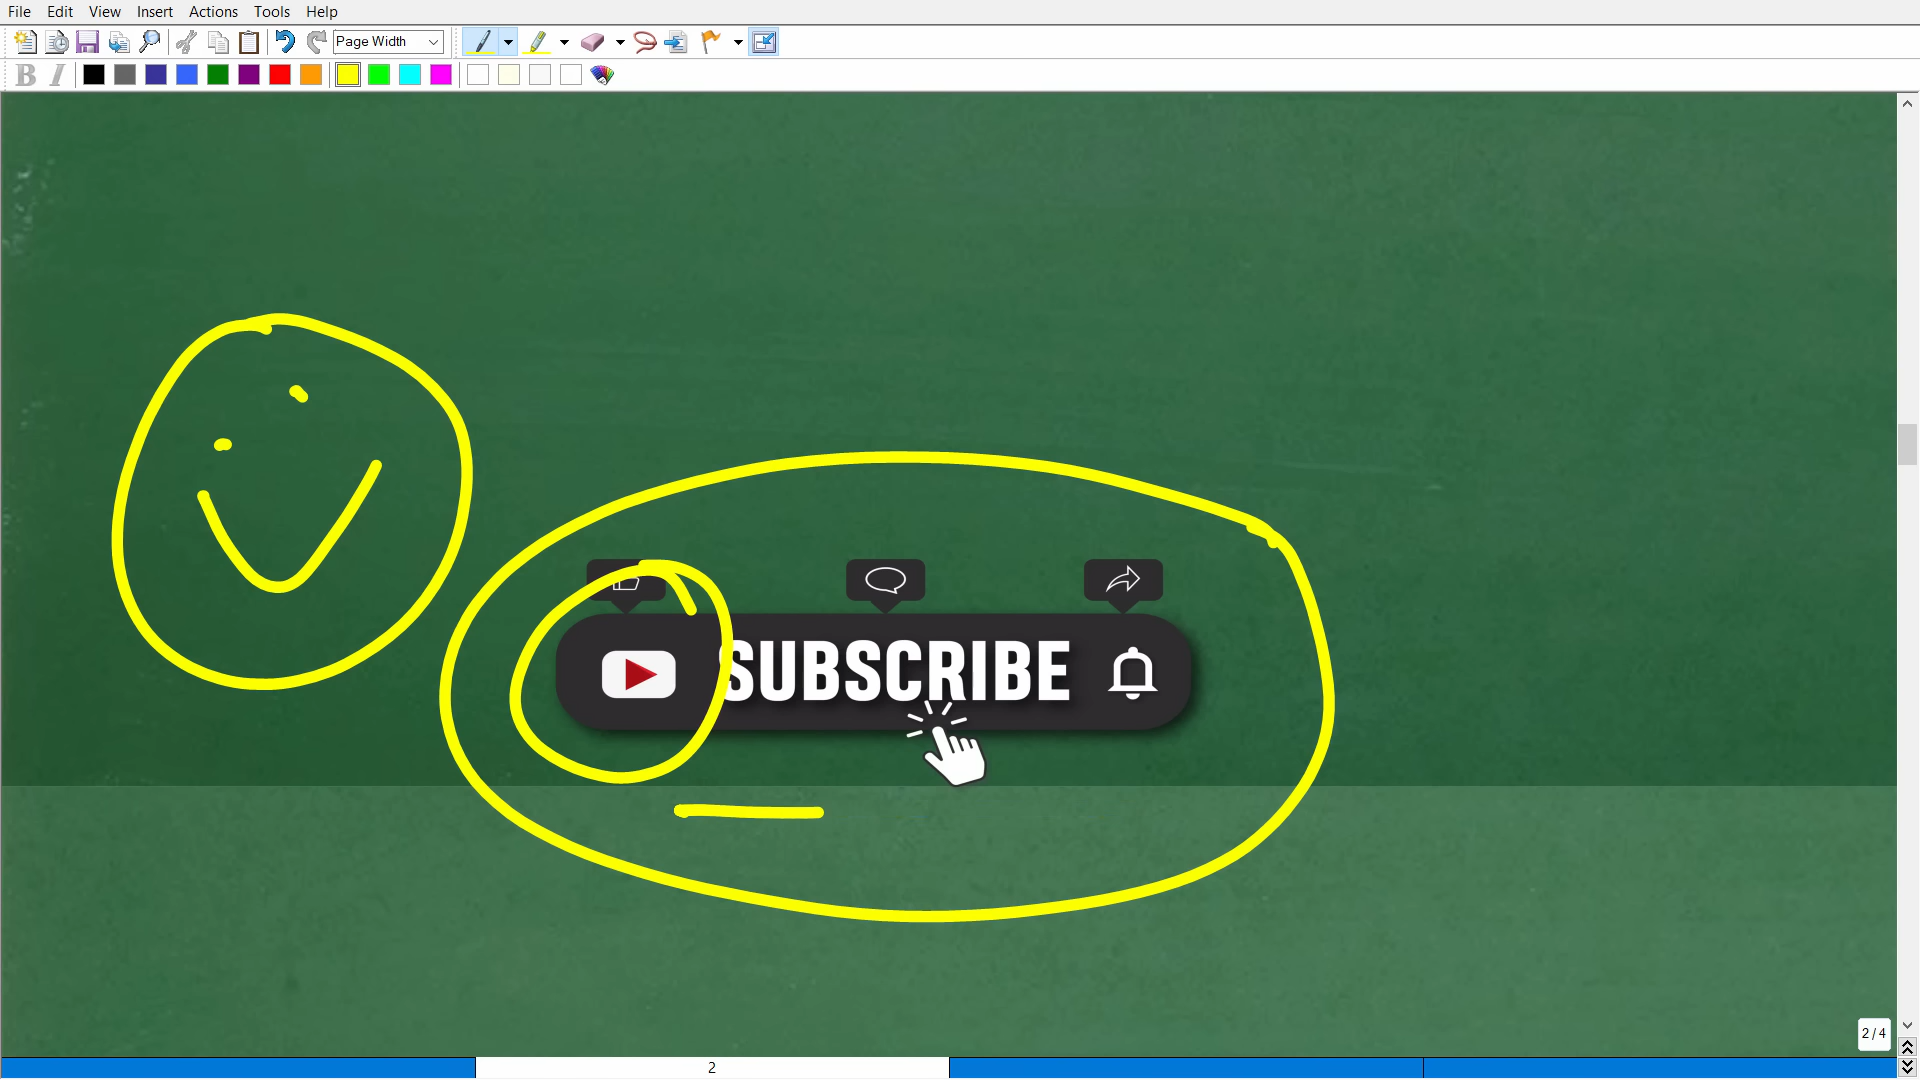 File Edit View Insert Actions Tools Help
Page Width
B I
SUBSCRIBE
2 / 4
2